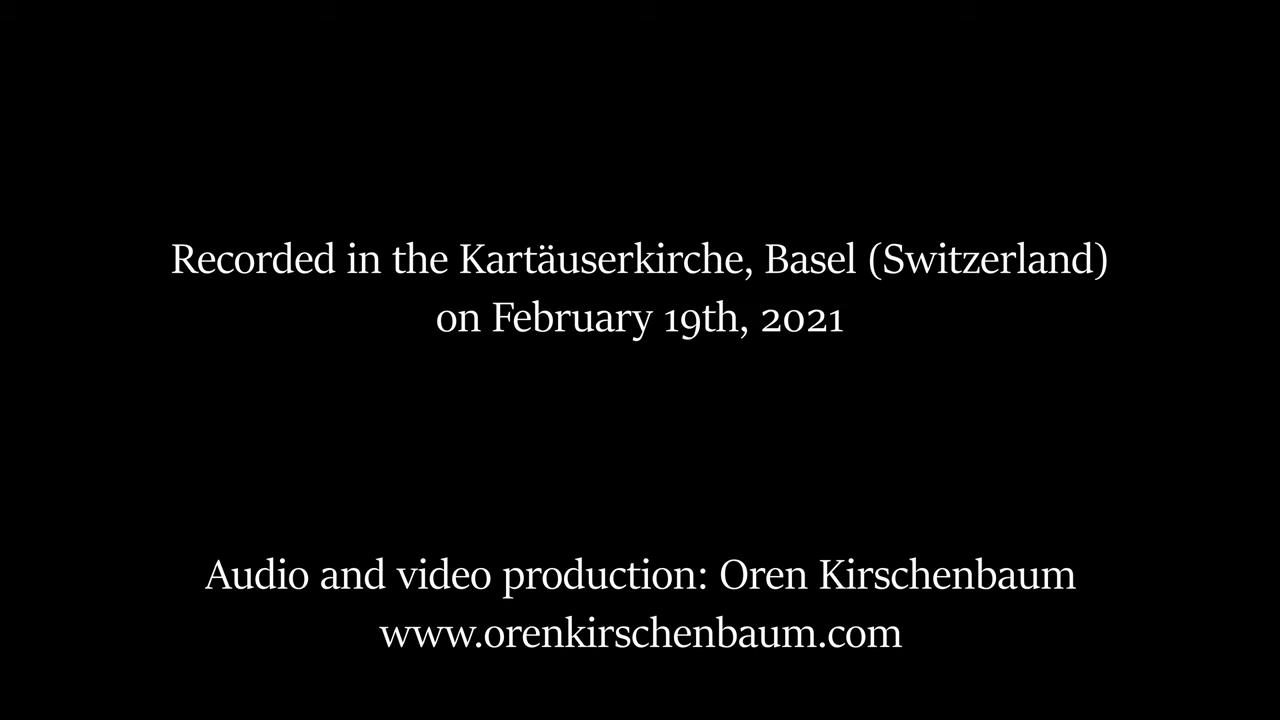 Recorded in the Kartäuserkirche, Basel (Switzerland)
on February 19th, 2021
Audio and video production: Oren Kirschenbaum
www.orenkirschenbaum.com